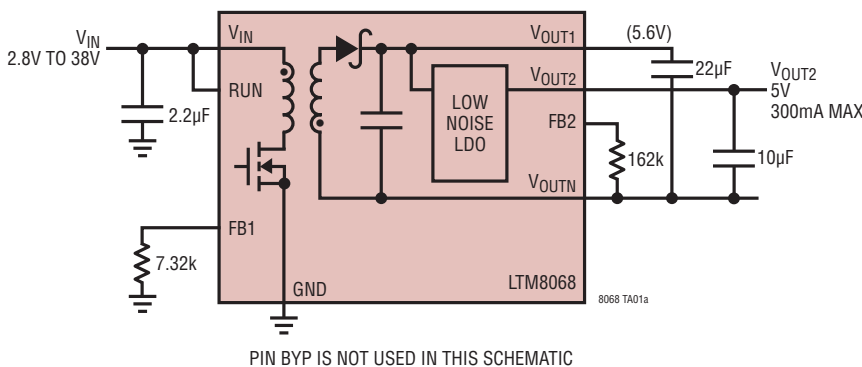 VIN
2.8V TO 38V
2.2µF
7.32k
VIN
RUN
FB1
GND
LOW
NOISE
LDO
VOUT1
VOUT2
FB2
VOUTN
LTM8068
(5.6V)
22µF
VOUT2
5V
300mA MAX
162k
10µF
8068 TA01a
PIN BYP IS NOT USED IN THIS SCHEMATIC